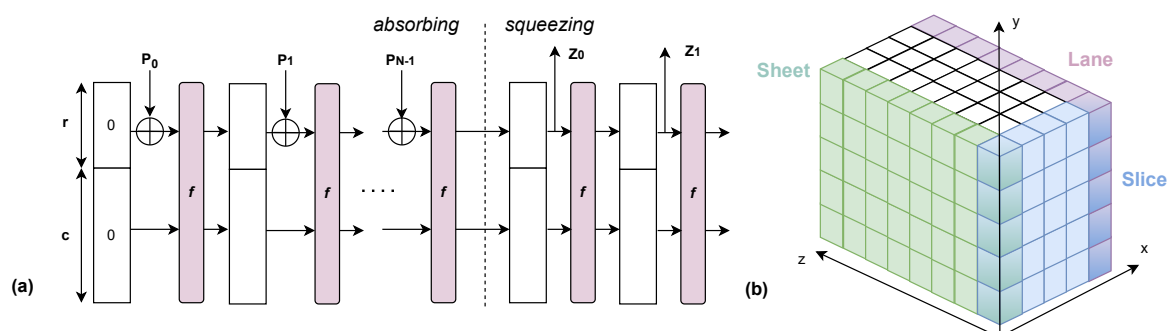 absorbing squeezing
P0 P1 PN-1 Z0 Z1
r 0 f f f f f
c 0 . . . .
(a)
y
Lane
Sheet
Slice
z x
(b)